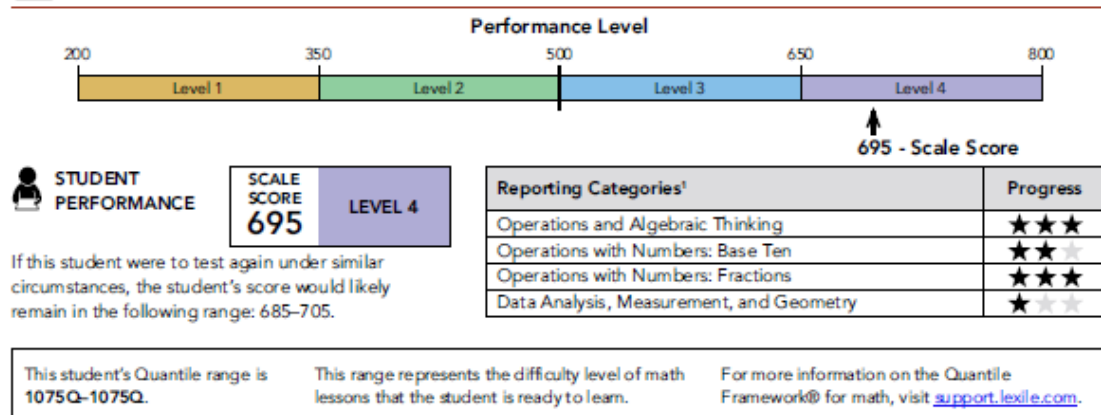 Performance Level
200 350 500 650 800
Level 1 Level 2 Level 3 Level 4
695 - Scale Score
STUDENT
PERFORMANCE
SCALE
SCORE
695
LEVEL 4
If this student were to test again under similar
circumstances, the student's score would likely
remain in the following range: 685–705.
Reporting Categories¹ Progress
Operations and Algebraic Thinking ★★★
Operations with Numbers: Base Ten ★★★
Operations with Numbers: Fractions ★★★
Data Analysis, Measurement, and Geometry ★★★
This student's Quantile range is
1075Q–1075Q.
This range represents the difficulty level of math
lessons that the student is ready to learn.
For more information on the Quantile
Framework® for math, visit support.lexile.com.